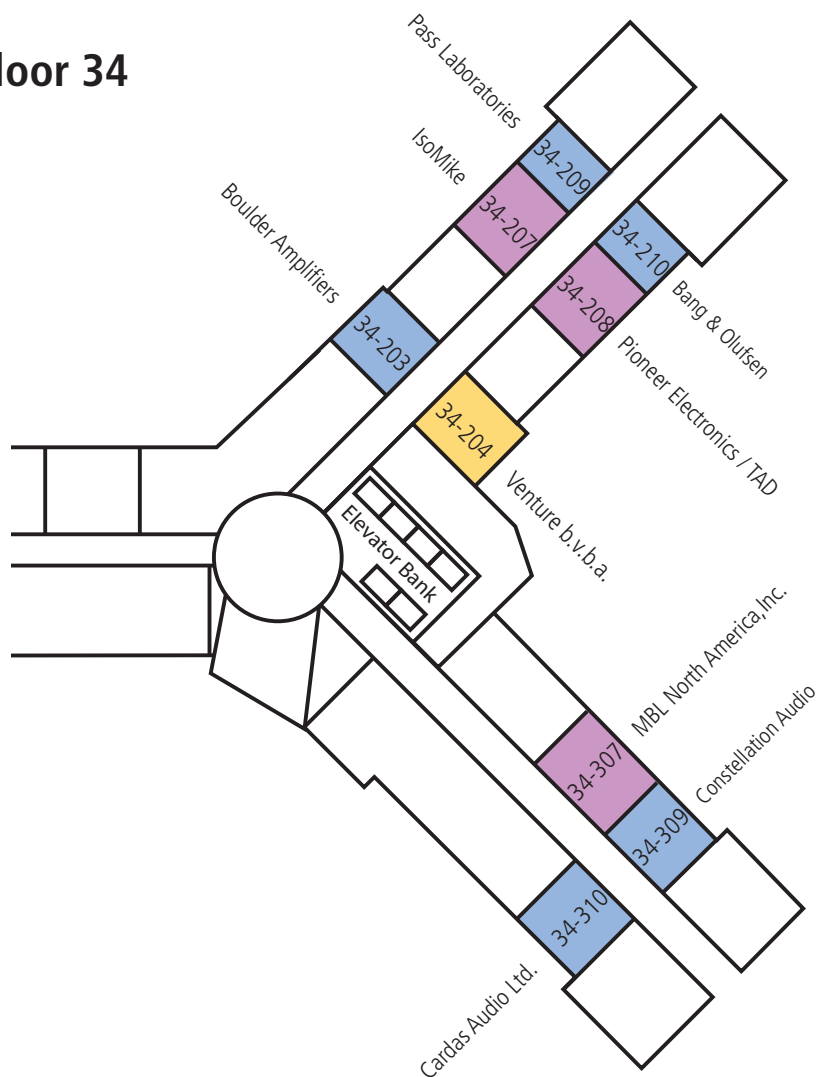 loor 34
Pass Laboratories
34-209
IsoMike
34-207
Boulder Amplifiers
34-203
34-210
Bang & Olufsen
34-208
Pioneer Electronics / TAD
34-204
Venture b.v.b.a.
Elevator Bank
MBL North America,Inc.
34-307
Constellation Audio
34-309
34-310
Cardas Audio Ltd.